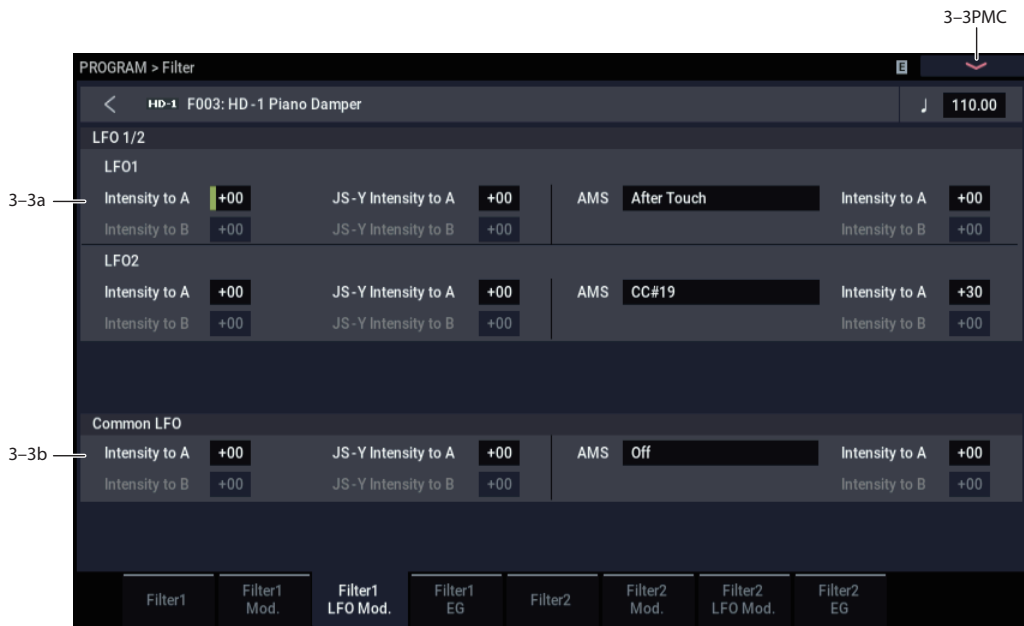 3–3PMC
PROGRAM > Filter E
HD-1 F003: HD-1 Piano Damper ♩ 110.00
LFO 1/2
LFO1
3–3a Intensity to A +00 JS-Y Intensity to A +00 AMS After Touch Intensity to A +00
Intensity to B +00 JS-Y Intensity to B +00 Intensity to B +00
LFO2
Intensity to A +00 JS-Y Intensity to A +00 AMS CC#19 Intensity to A +30
Intensity to B +00 JS-Y Intensity to B +00 Intensity to B +00
Common LFO
3–3b Intensity to A +00 JS-Y Intensity to A +00 AMS Off Intensity to A +00
Intensity to B +00 JS-Y Intensity to B +00 Intensity to B +00
Filter1 Filter1 Mod. Filter1 LFO Mod. Filter1 EG Filter2 Filter2 Mod. Filter2 LFO Mod. Filter2 EG